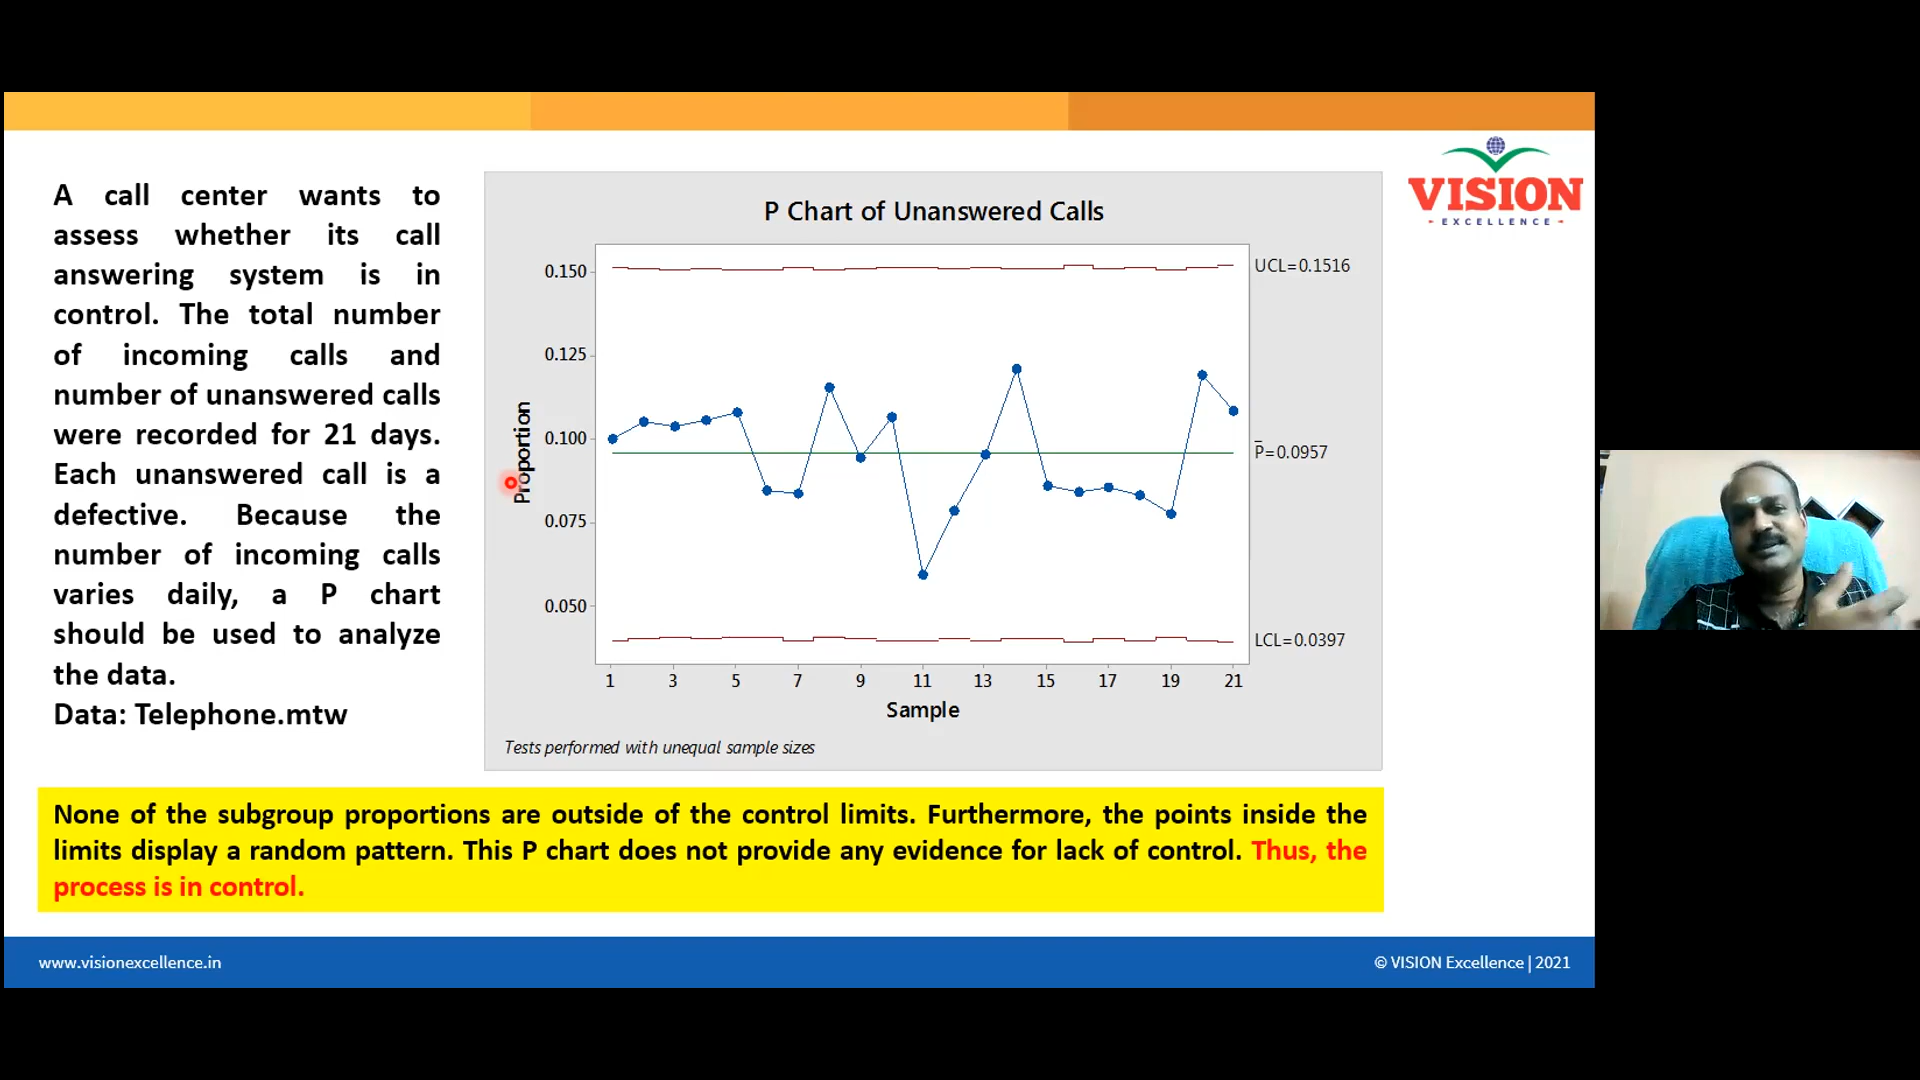 A call center wants to
assess whether its call
answering system is in
control. The total number
of incoming calls and
number of unanswered calls
were recorded for 21 days.
Each unanswered call is a
defective. Because the
number of incoming calls
varies daily, a P chart
should be used to analyze
the data.
Data: Telephone.mtw
P Chart of Unanswered Calls
0.150
0.125
0.100
0.075
0.050
Proportion
UCL=0.1516
P̅=0.0957
LCL=0.0397
1 3 5 7 9 11 13 15 17 19 21
Sample
Tests performed with unequal sample sizes
VISION
EXCELLENCE
None of the subgroup proportions are outside of the control limits. Furthermore, the points inside the
limits display a random pattern. This P chart does not provide any evidence for lack of control. Thus, the
process is in control.
www.visionexcellence.in
© VISION Excellence | 2021